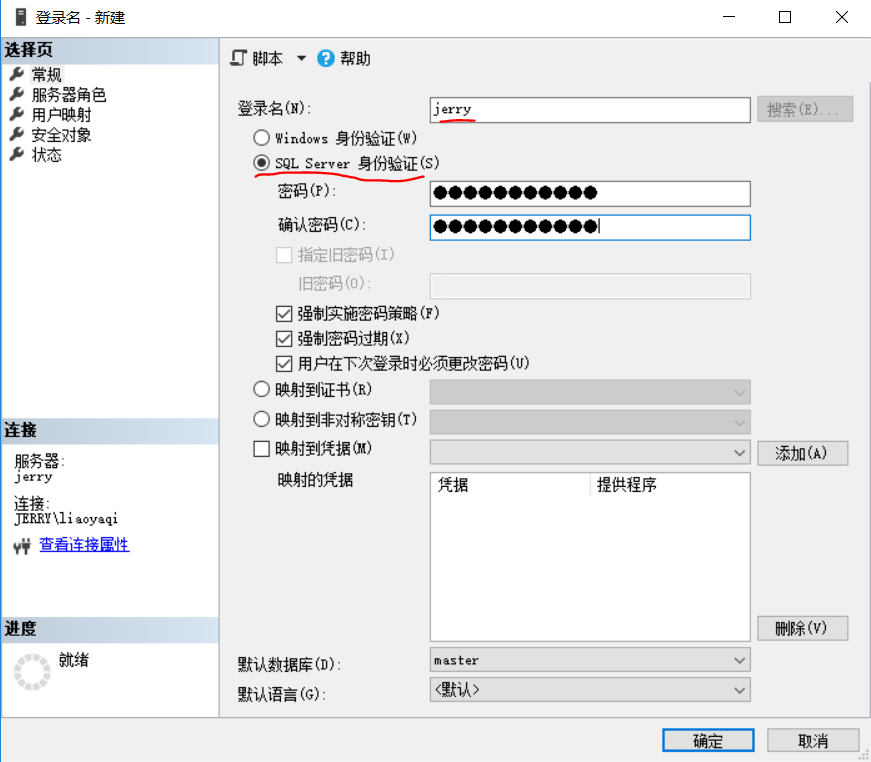 登录名 - 新建
选择页
常规
服务器角色
用户映射
安全对象
状态
脚本
帮助
登录名(N):
jerry
搜索(E)...
Windows 身份验证(W)
SQL Server 身份验证(S)
密码(P):
●●●●●●●●●●●
确认密码(C):
●●●●●●●●●●●
指定旧密码(I)
旧密码(O):
强制实施密码策略(F)
强制密码过期(X)
用户在下次登录时必须更改密码(U)
映射到证书(R)
映射到非对称密钥(T)
映射到凭据(M)
添加(A)
映射的凭据
凭据 提供程序
删除(V)
默认数据库(D):
master
默认语言(G):
<默认>
连接
服务器:
jerry
连接:
JERRY\liaoyaqi
查看连接属性
进度
就绪
确定
取消